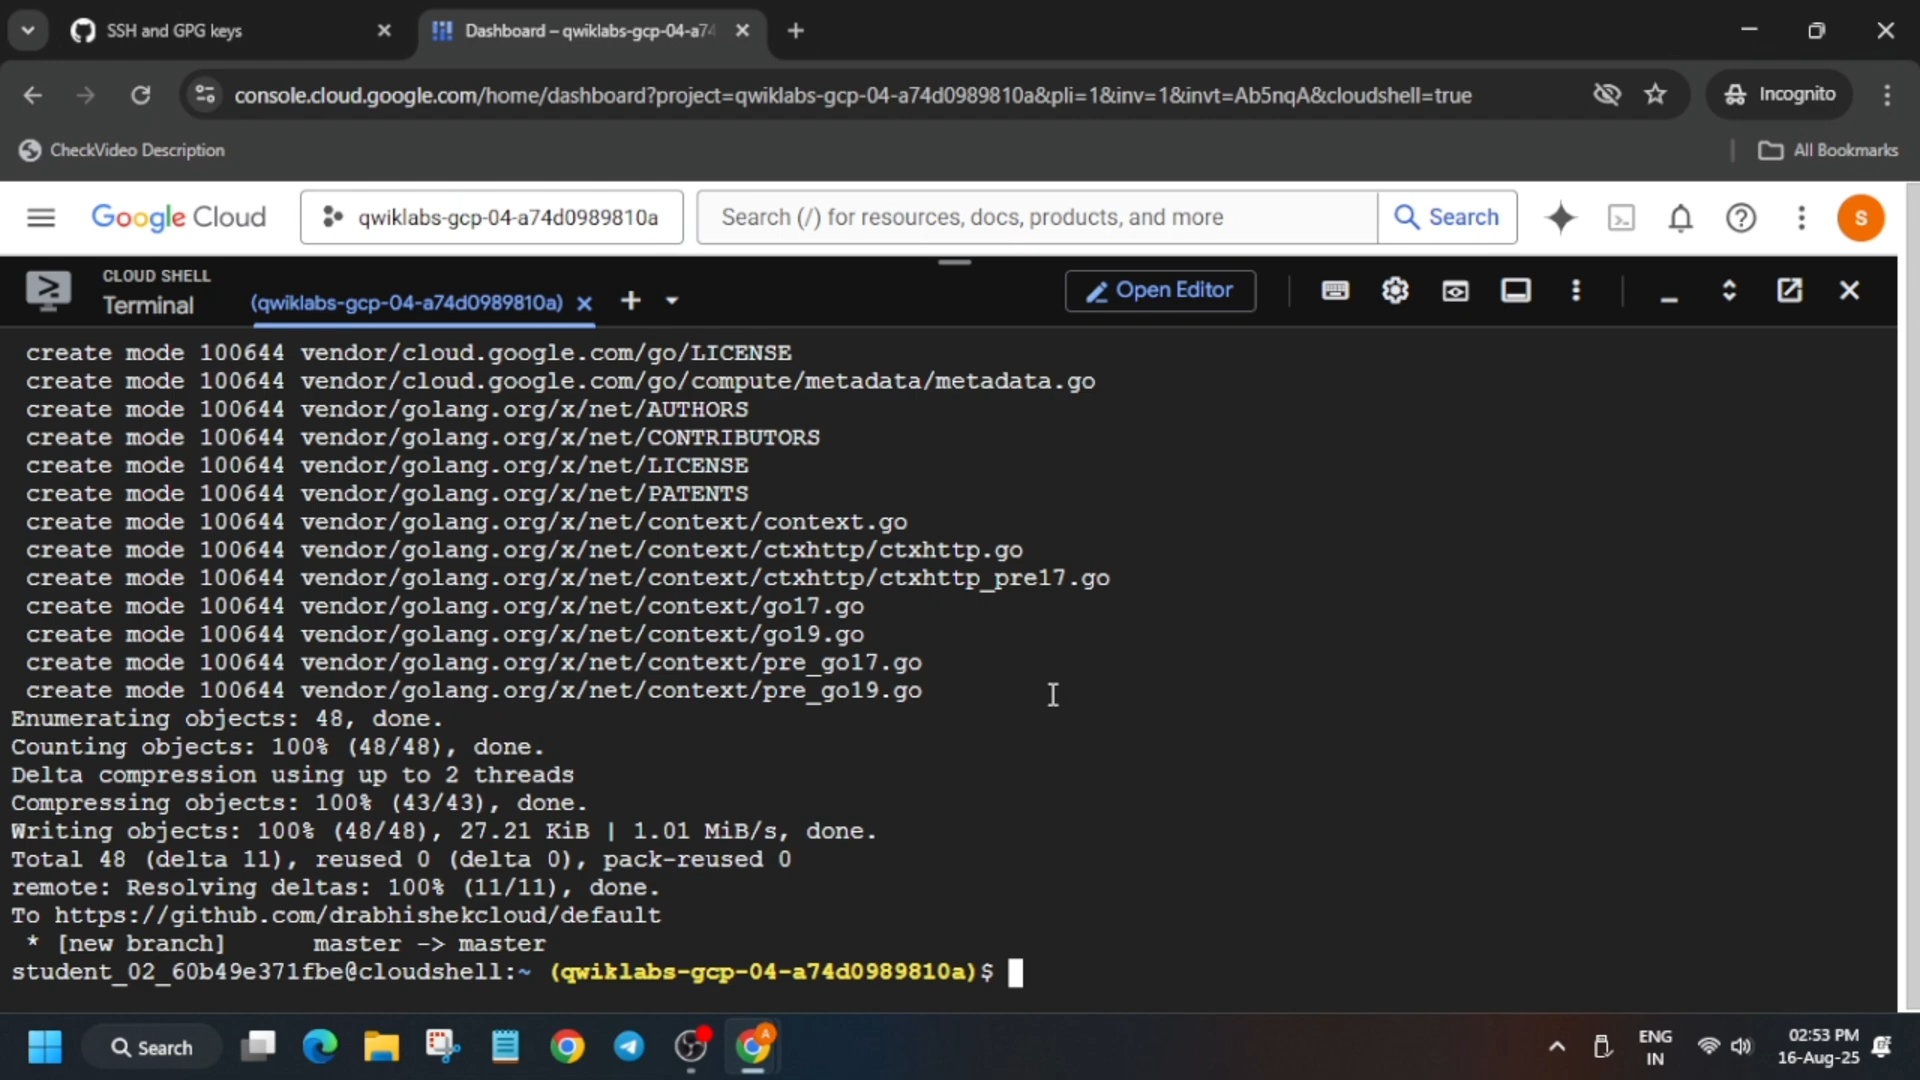 SSH and GPG keys
Dashboard – qwiklabs-gcp-04-a74
console.cloud.google.com/home/dashboard?project=qwiklabs-gcp-04-a74d0989810a&pli=1&inv=1&invt=Ab5nqA&cloudshell=true
Incognito
CheckVideo Description
All Bookmarks
Google Cloud
qwiklabs-gcp-04-a74d0989810a
Search (/) for resources, docs, products, and more
Search
S
CLOUD SHELL
Terminal
(qwiklabs-gcp-04-a74d0989810a)
Open Editor
create mode 100644 vendor/cloud.google.com/go/LICENSE
create mode 100644 vendor/cloud.google.com/go/compute/metadata/metadata.go
create mode 100644 vendor/golang.org/x/net/AUTHORS
create mode 100644 vendor/golang.org/x/net/CONTRIBUTORS
create mode 100644 vendor/golang.org/x/net/LICENSE
create mode 100644 vendor/golang.org/x/net/PATENTS
create mode 100644 vendor/golang.org/x/net/context/context.go
create mode 100644 vendor/golang.org/x/net/context/ctxhttp/ctxhttp.go
create mode 100644 vendor/golang.org/x/net/context/ctxhttp/ctxhttp_pre17.go
create mode 100644 vendor/golang.org/x/net/context/go17.go
create mode 100644 vendor/golang.org/x/net/context/go19.go
create mode 100644 vendor/golang.org/x/net/context/pre_go17.go
create mode 100644 vendor/golang.org/x/net/context/pre_go19.go
Enumerating objects: 48, done.
Counting objects: 100% (48/48), done.
Delta compression using up to 2 threads
Compressing objects: 100% (43/43), done.
Writing objects: 100% (48/48), 27.21 KiB | 1.01 MiB/s, done.
Total 48 (delta 11), reused 0 (delta 0), pack-reused 0
remote: Resolving deltas: 100% (11/11), done.
To https://github.com/drabhishekcloud/default
* [new branch] master -> master
student_02_60b49e371fbe@cloudshell:~ (qwiklabs-gcp-04-a74d0989810a)$
Search
A
ENG
IN
02:53 PM
16-Aug-25